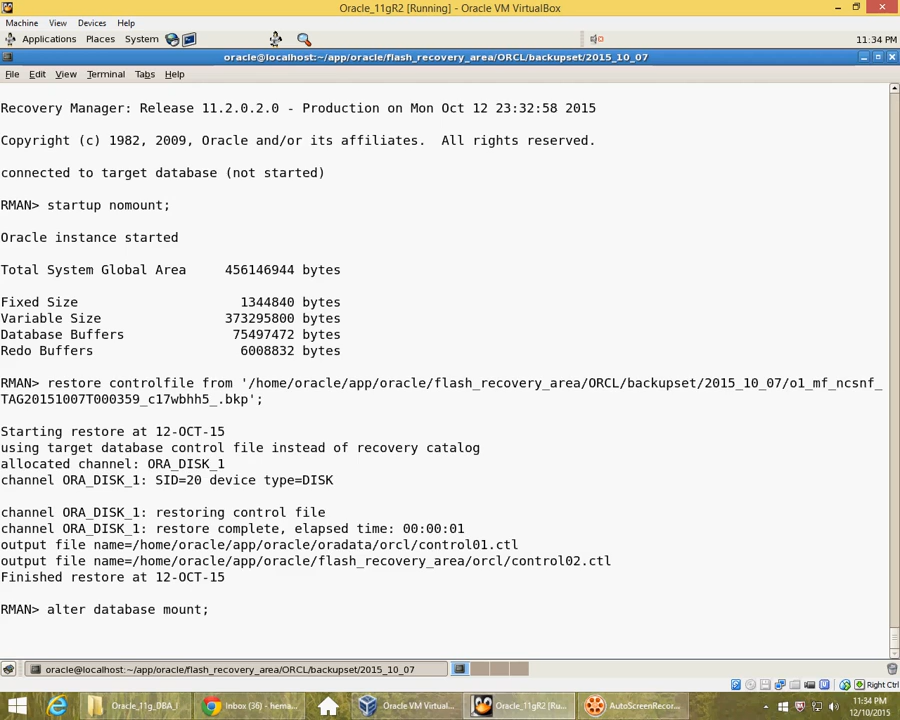 Oracle_11gR2 [Running] - Oracle VM VirtualBox
Machine View Devices Help
Applications Places System 11:34 PM
oracle@localhost:~/app/oracle/flash_recovery_area/ORCL/backupset/2015_10_07
File Edit View Terminal Tabs Help
Recovery Manager: Release 11.2.0.2.0 - Production on Mon Oct 12 23:32:58 2015
Copyright (c) 1982, 2009, Oracle and/or its affiliates.  All rights reserved.
connected to target database (not started)
RMAN> startup nomount;
Oracle instance started
Total System Global Area     456146944 bytes
Fixed Size                     1344840 bytes
Variable Size                373295800 bytes
Database Buffers              75497472 bytes
Redo Buffers                   6008832 bytes
RMAN> restore controlfile from '/home/oracle/app/oracle/flash_recovery_area/ORCL/backupset/2015_10_07/o1_mf_ncsnf_
TAG20151007T000359_c17wbhh5_.bkp';
Starting restore at 12-OCT-15
using target database control file instead of recovery catalog
allocated channel: ORA_DISK_1
channel ORA_DISK_1: SID=20 device type=DISK
channel ORA_DISK_1: restoring control file
channel ORA_DISK_1: restore complete, elapsed time: 00:00:01
output file name=/home/oracle/app/oracle/oradata/orcl/control01.ctl
output file name=/home/oracle/app/oracle/flash_recovery_area/orcl/control02.ctl
Finished restore at 12-OCT-15
RMAN> alter database mount;
oracle@localhost:~/app/oracle/flash_recovery_area/ORCL/backupset/2015_10_07
Right Ctrl
Oracle_11g_DBA_I Inbox (36) - hema... Oracle VM Virtual... Oracle_11gR2 [Ru... AutoScreenRecor... 11:34 PM
12/10/2015